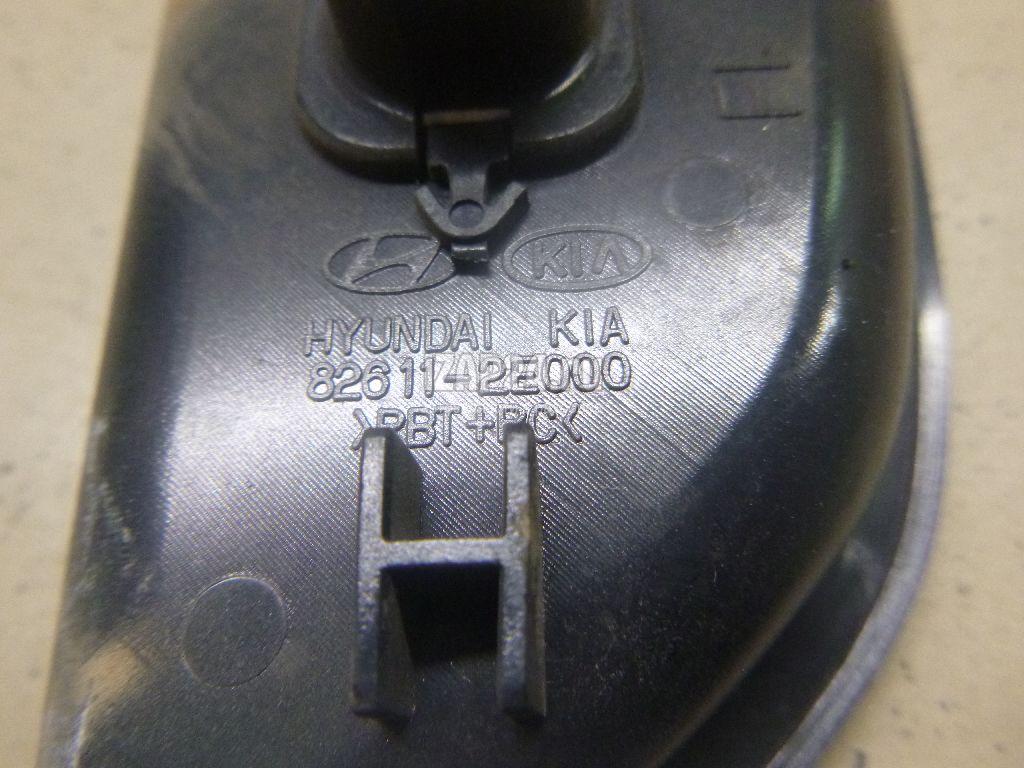 KIA
HYUNDAI KIA
82611-2E000
>PBT+PC<